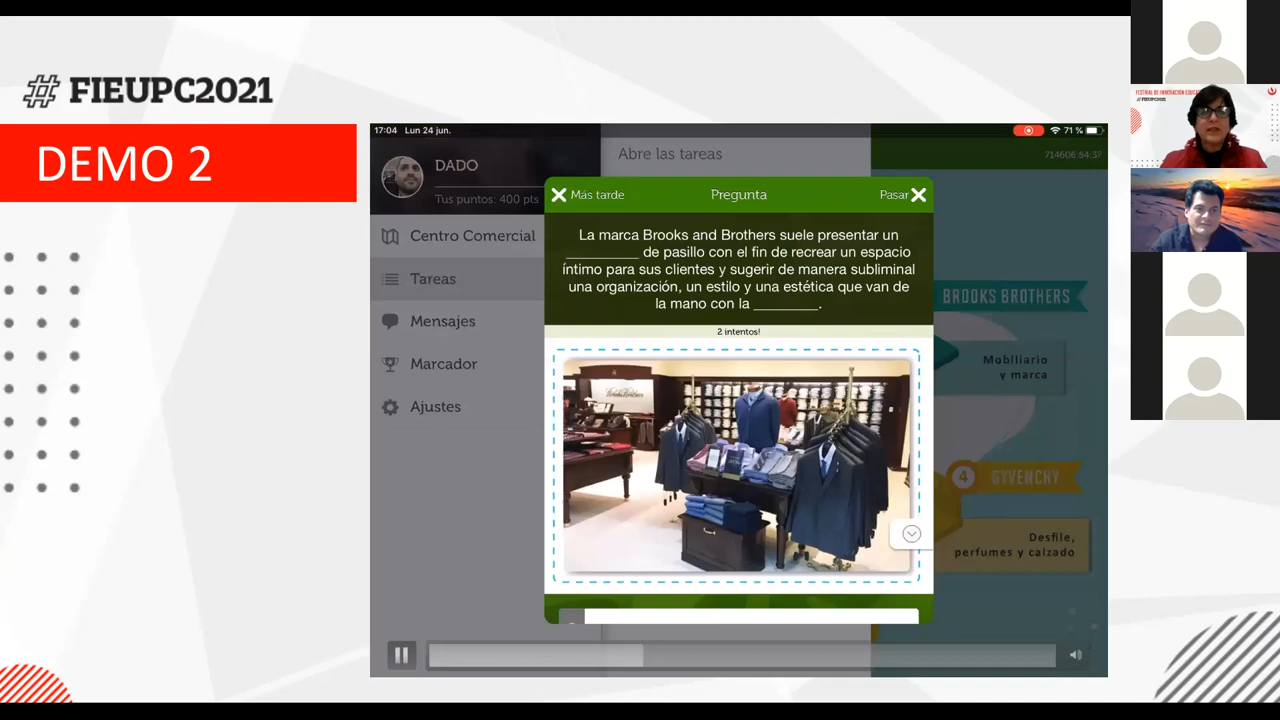 # FIEUPC2021
DEMO 2
17:04 Lun 24 jun.
71 %
DADO
Tus puntos: 400 pts
Centro Comercial
Tareas
Mensajes
Marcador
Ajustes
Abre las tareas
Más tarde
Pregunta
Pasar
La marca Brooks and Brothers suele presentar un
_________ de pasillo con el fin de recrear un espacio
íntimo para sus clientes y sugerir de manera subliminal
una organización, un estilo y una estética que van de
la mano con la ________.
2 intentos!
BROOKS BROTHERS
Mobiliario
y marca
4
GYVENCHY
Desfile,
perfumes y calzado
#FIEUPC2021